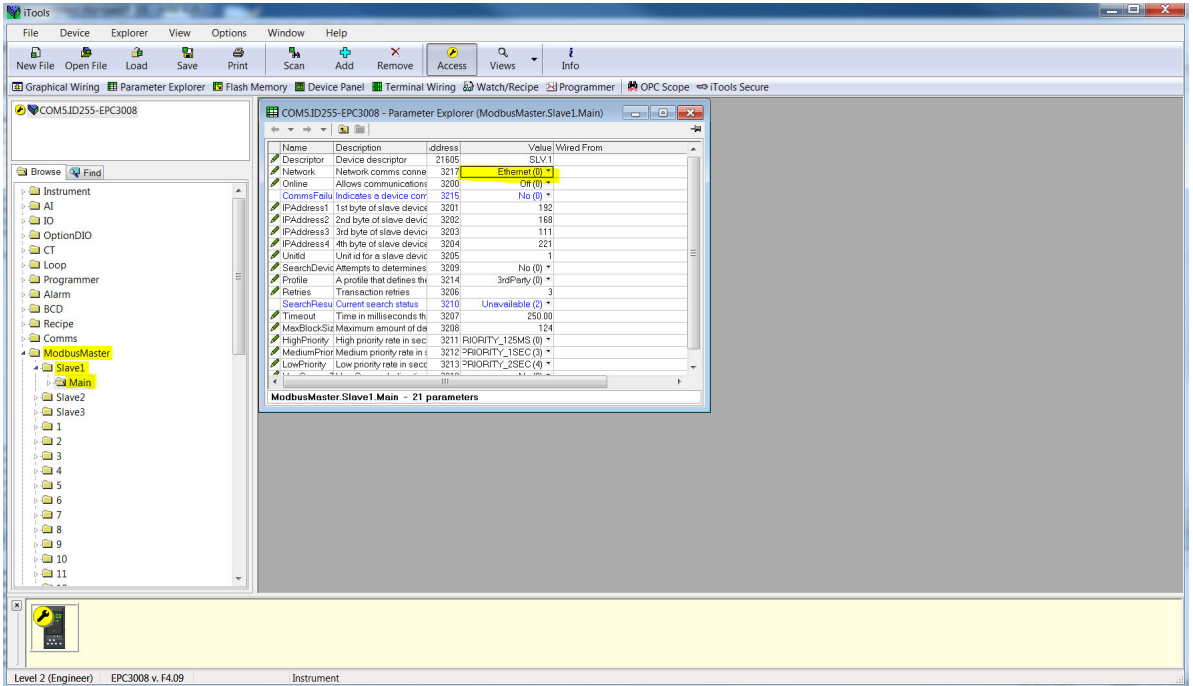 iTools
File Device Explorer View Options Window Help
New File Open File Load Save Print Scan Add Remove Access Views Info
Graphical Wiring Parameter Explorer Flash Memory Device Panel Terminal Wiring Watch/Recipe Programmer OPC Scope iTools Secure
COM5.ID255-EPC3008
Browse Find
Instrument
AI
IO
OptionDIO
CT
Loop
Programmer
Alarm
BCD
Recipe
Comms
ModbusMaster
Slave1
Main
Slave2
Slave3
1
2
3
4
5
6
7
8
9
10
11
COM5.ID255-EPC3008 - Parameter Explorer (ModbusMaster.Slave1.Main)
Name Description ddress Value Wired From
Descriptor Device descriptor 21605 SLV.1
Network Network comms conne 3217 Ethernet (0)
Online Allows communications 3200 Off (0)
CommsFailu Indicates a device com 3215 No (0)
IPAddress1 1st byte of slave device 3201 192
IPAddress2 2nd byte of slave devic 3202 168
IPAddress3 3rd byte of slave devic 3203 111
IPAddress4 4th byte of slave device 3204 221
UnitId Unit id for a slave devic 3205 1
SearchDevic Attempts to determines 3209 No (0)
Profile A profile that defines the 3214 3rdParty (0)
Retries Transaction retries 3206 3
SearchResu Current search status 3210 Unavailable (2)
Timeout Time in milliseconds th 3207 250.00
MaxBlockSiz Maximum amount of da 3208 124
HighPriority High priority rate in sec 3211 RIORITY_125MS (0)
MediumPrior Medium priority rate in s 3212 PRIORITY_1SEC (3)
LowPriority Low priority rate in secc 3213 PRIORITY_2SEC (4)
ModbusMaster.Slave1.Main - 21 parameters
Level 2 (Engineer) EPC3008 v. F4.09 Instrument